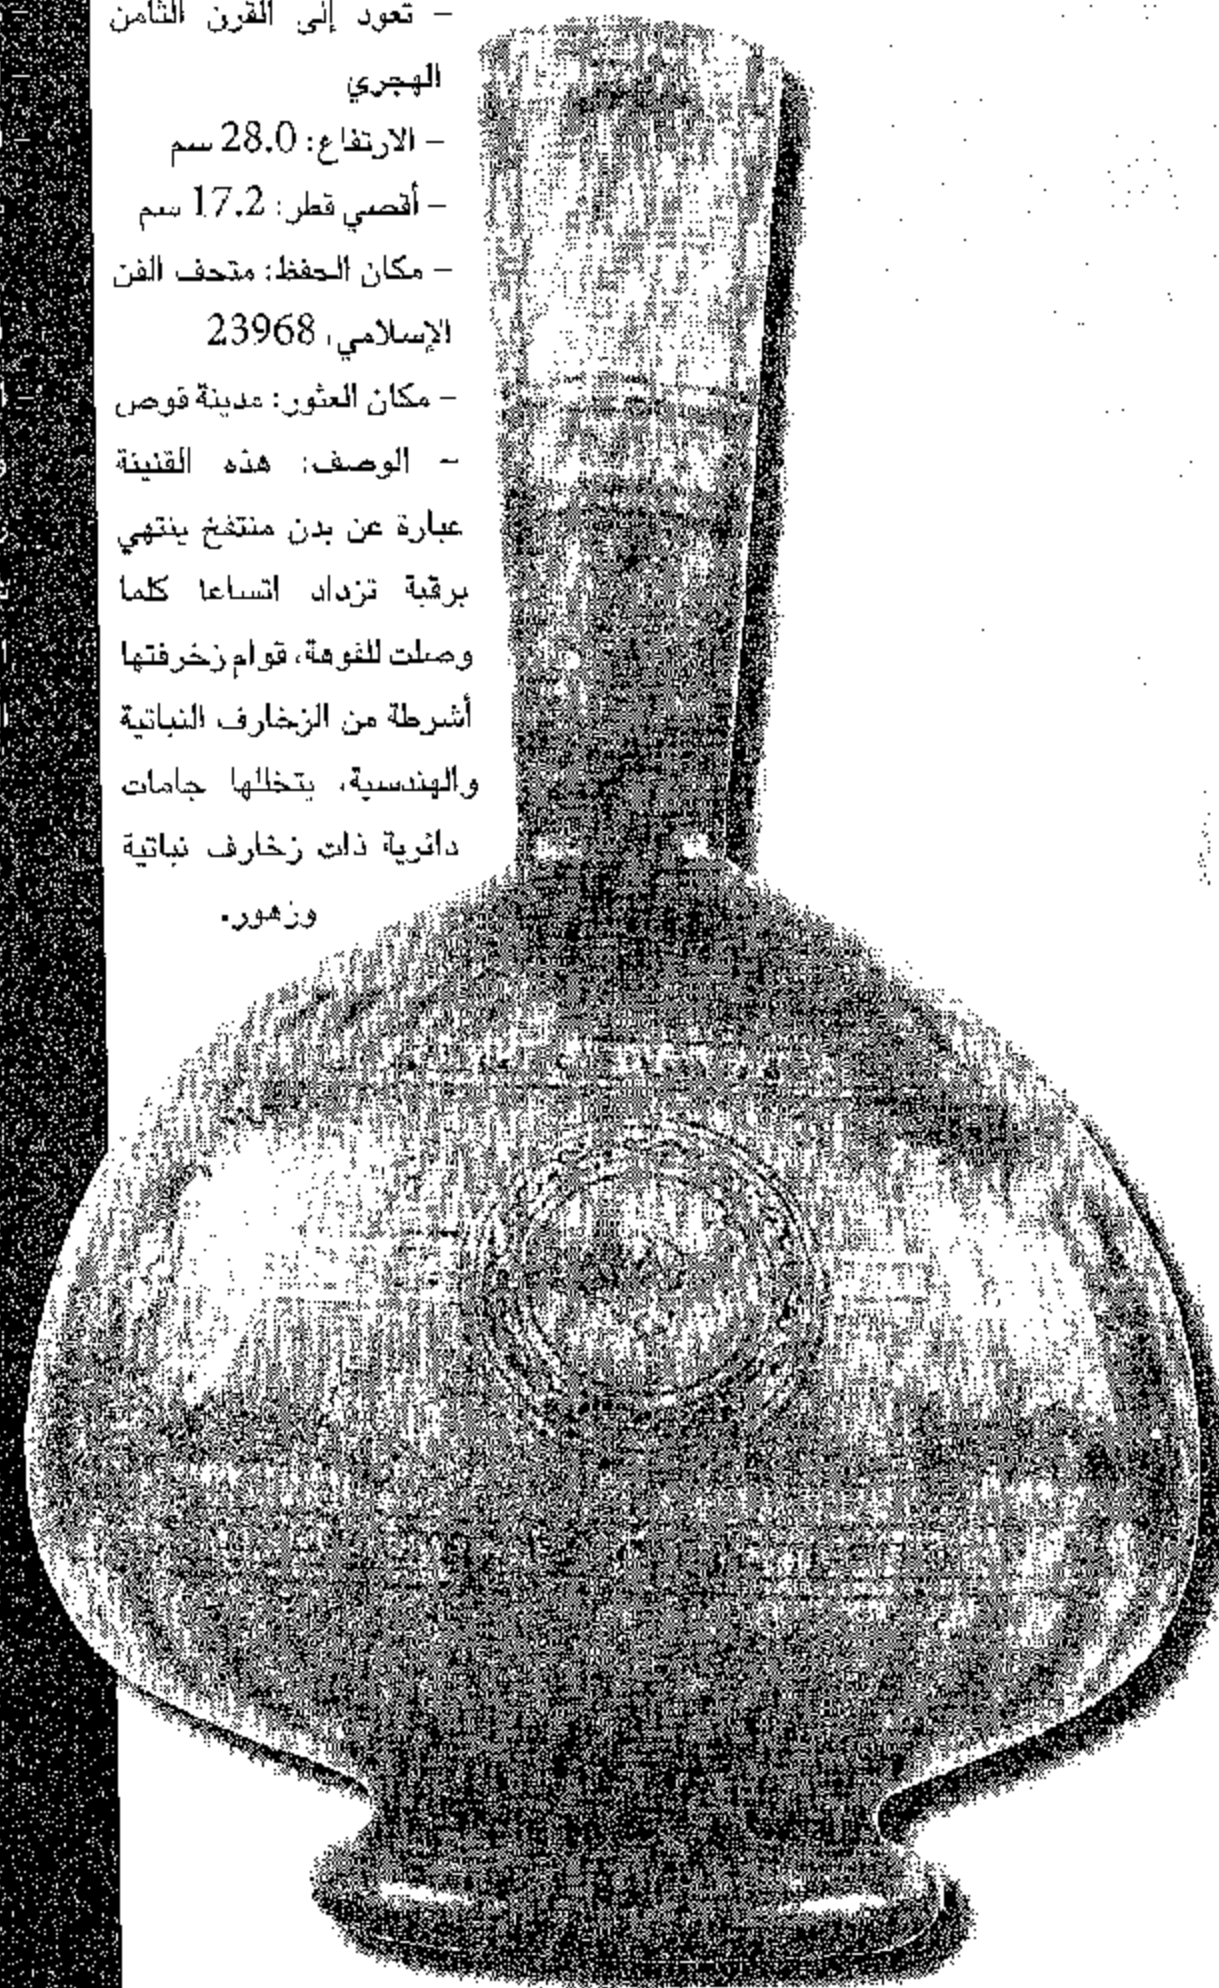 – تعود إلى القرن الثامن
الهجري
– الارتفاع: 28.0 سم
– أقصي قطر: 17.2 سم
– مكان الحفظ: متحف الفن
الإسلامي، 23968
– مكان العثور: مدينة قوص
– الوصف: هذه القنينة
عبارة عن بدن منتفخ ينتهي
برقبة تزداد اتساعا كلما
وصلت للفوهة، قوام زخرفتها
أشرطة من الزخارف النباتية
والهندسية، يتخللها جامات
دائرية ذات زخارف نباتية
وزهور.